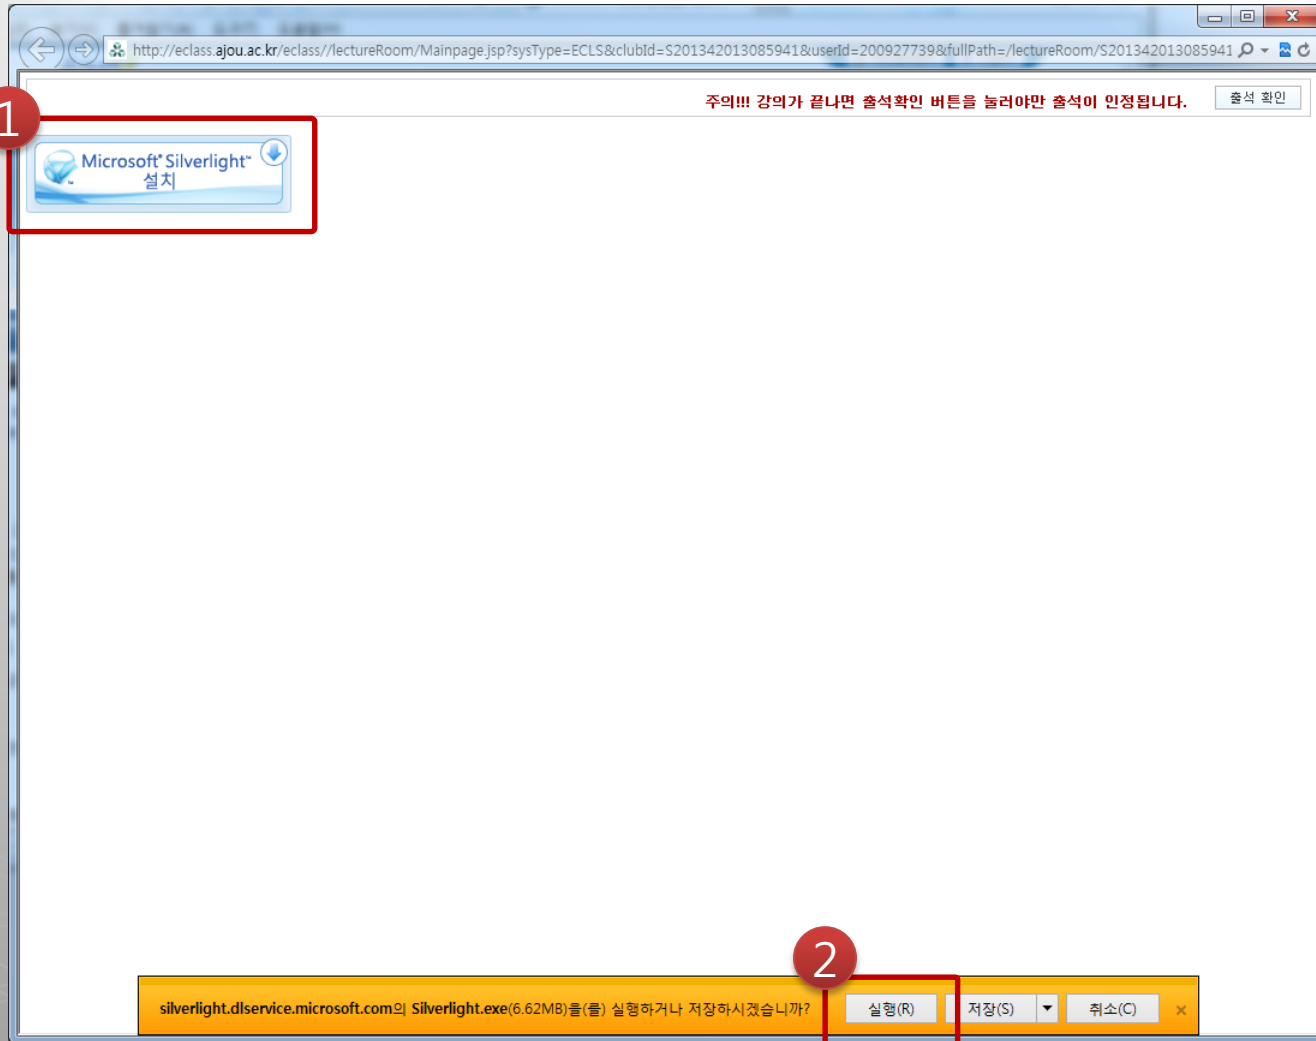 http://eclass.ajou.ac.kr/eclass//lectureRoom/Mainpage.jsp?sysType=ECLS&clubId=S201342013085941&userId=200927739&fullPath=/lectureRoom/S201342013085941
주의!!! 강의가 끝나면 출석확인 버튼을 눌러야만 출석이 인정됩니다. 출석 확인
1
Microsoft® Silverlight™
설치
2
silverlight.dlservice.microsoft.com의 Silverlight.exe(6.62MB)을(를) 실행하거나 저장하시겠습니까? 실행(R) 저장(S) 취소(C)